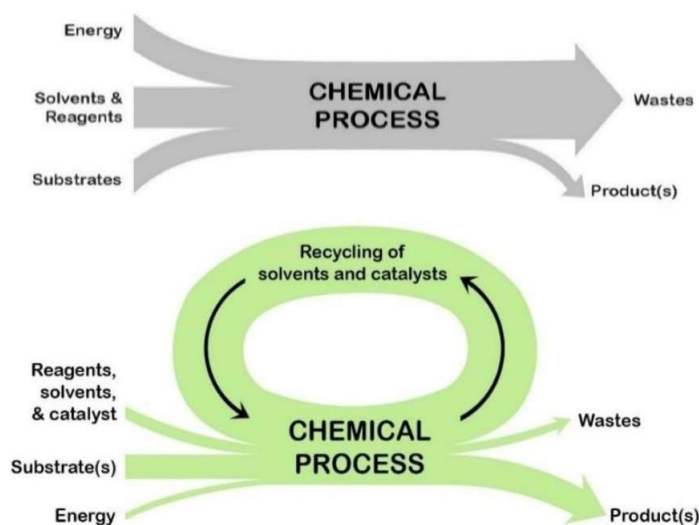 Energy
Solvents &
Reagents
Substrates
CHEMICAL
PROCESS
Wastes
Product(s)
Recycling of
solvents and catalysts
Reagents,
solvents,
& catalyst
Substrate(s)
Energy
CHEMICAL
PROCESS
Wastes
Product(s)